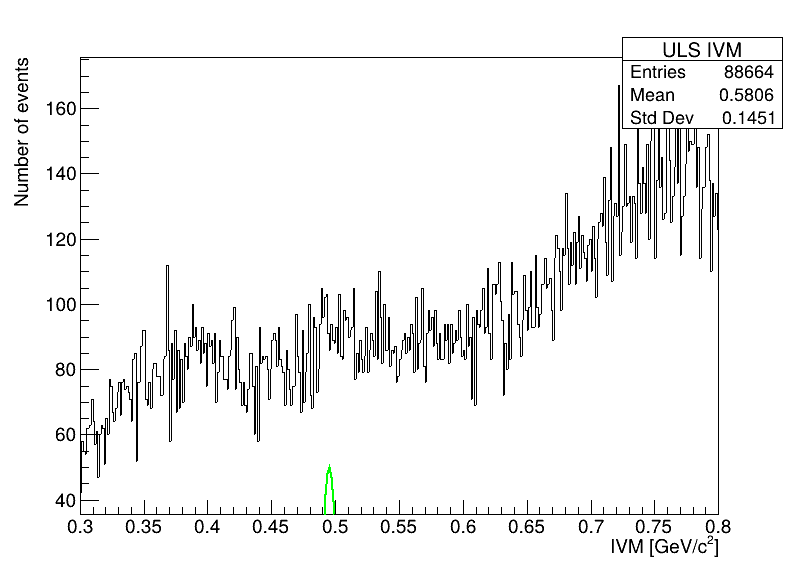 ULS IVM
Entries 88664
Mean 0.5806
Std Dev 0.1451
Number of events
160
140
120
100
80
60
40
0.3 0.35 0.4 0.45 0.5 0.55 0.6 0.65 0.7 0.75 0.8
IVM [GeV/c²]